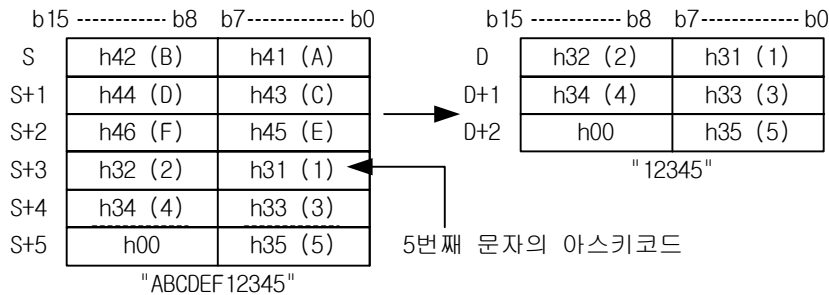 b15 ------------ b8 b7------------- b0
S h42 (B) h41 (A)
S+1 h44 (D) h43 (C)
S+2 h46 (F) h45 (E)
S+3 h32 (2) h31 (1)
S+4 h34 (4) h33 (3)
S+5 h00 h35 (5)
"ABCDEF12345"
b15 ------------ b8 b7------------- b0
D h32 (2) h31 (1)
D+1 h34 (4) h33 (3)
D+2 h00 h35 (5)
"12345"
5번째 문자의 아스키코드